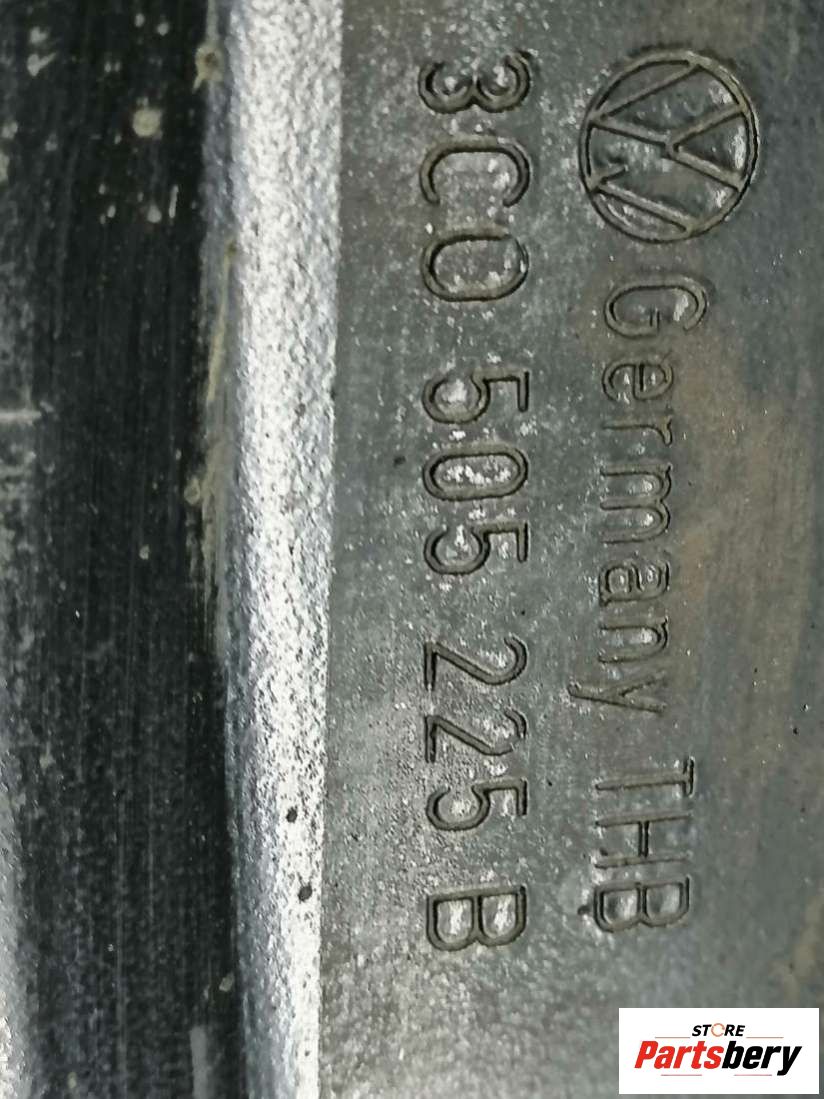 Germany THB
3C0 505 225 B
STORE
Partsbery